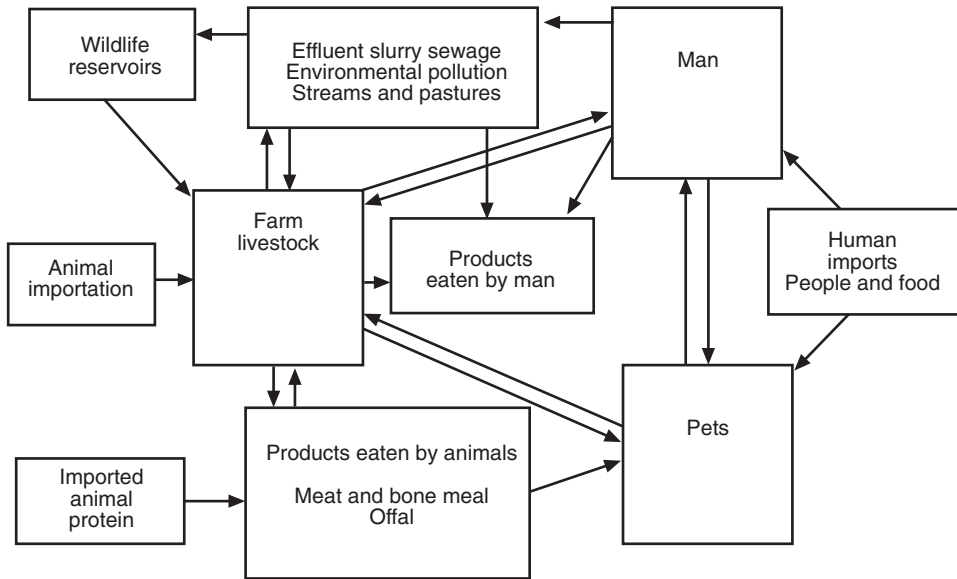 Wildlife
reservoirs
Effluent slurry sewage
Environmental pollution
Streams and pastures
Man
Farm
livestock
Animal
importation
Products
eaten by man
Human
imports
People and food
Products eaten by animals
Meat and bone meal
Offal
Pets
Imported
animal
protein